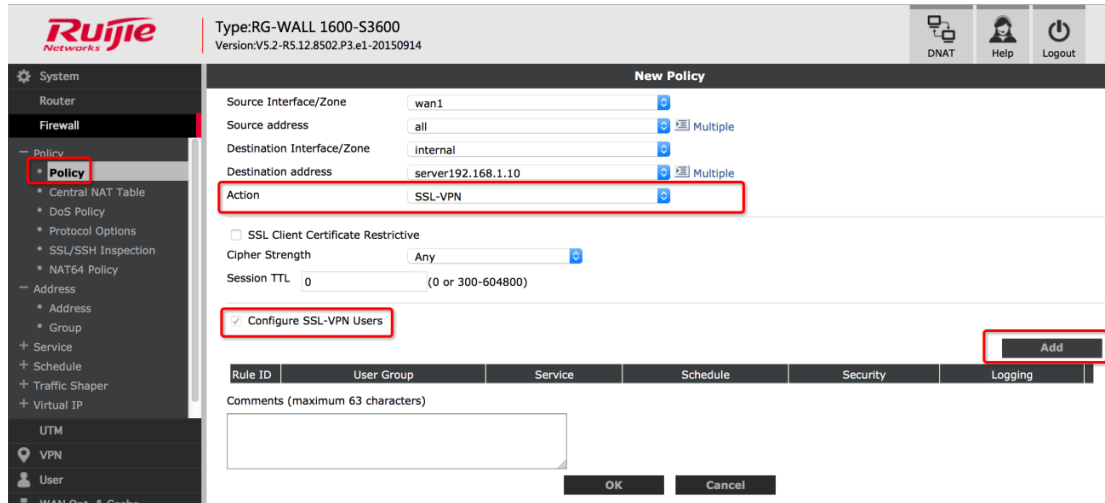 Ruijie
Networks
Type:RG-WALL 1600-S3600
Version:V5.2-R5.12.8502.P3.e1-20150914
DNAT
Help
Logout
System
Router
Firewall
Policy
Policy
Central NAT Table
DoS Policy
Protocol Options
SSL/SSH Inspection
NAT64 Policy
Address
Address
Group
Service
Schedule
Traffic Shaper
Virtual IP
UTM
VPN
User
WAN Opt. & Cache
New Policy
Source Interface/Zone wan1
Source address all Multiple
Destination Interface/Zone internal
Destination address server192.168.1.10 Multiple
Action SSL-VPN
SSL Client Certificate Restrictive
Cipher Strength Any
Session TTL 0 (0 or 300-604800)
Configure SSL-VPN Users
Add
Rule ID User Group Service Schedule Security Logging
Comments (maximum 63 characters)
OK Cancel